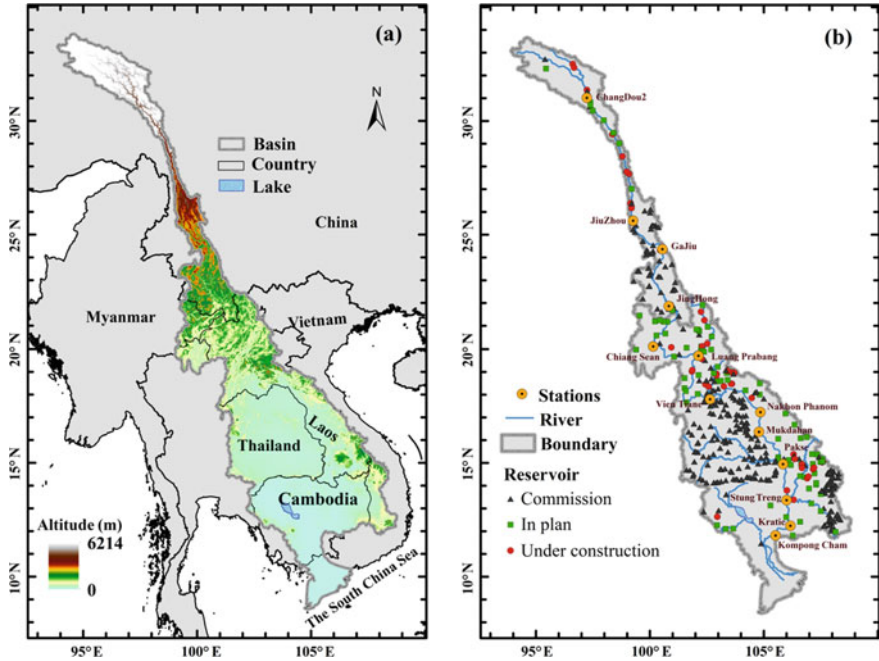 (a)
N
Basin
Country
Lake
China
Myanmar
Vietnam
Laos
Thailand
Cambodia
The South China Sea
Altitude (m)
6214
0
30°N
25°N
20°N
15°N
10°N
95°E
100°E
105°E
(b)
ChangDou2
JiuZhou
GaJiu
JingHong
Chiang Sean
Luang Prabang
Vien Tiane
Nakhon Phanom
Mukdahan
Pakse
Stung Treng
Kratie
Kompong Cham
Stations
River
Boundary
Reservoir
Commission
In plan
Under construction
30°N
25°N
20°N
15°N
10°N
95°E
100°E
105°E